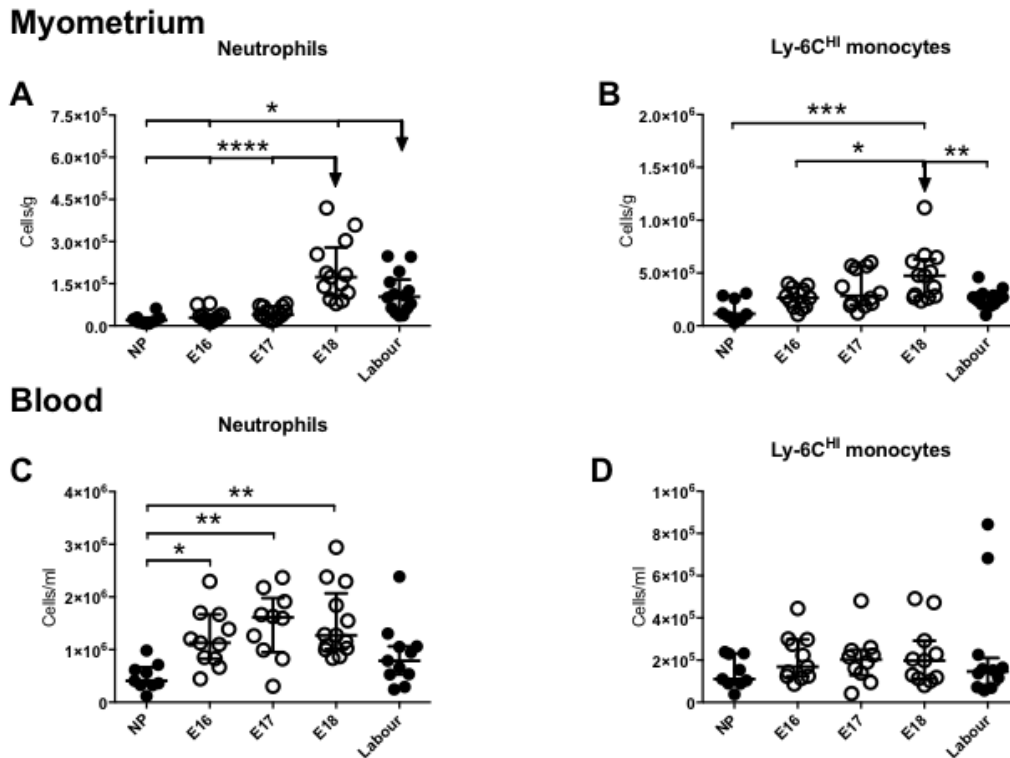 Myometrium
Neutrophils
Ly-6C^HI monocytes
A
B
7.5×10^5
6.0×10^5
4.5×10^5
3.0×10^5
1.5×10^5
0.0
Cells/g
*
****
NP
E16
E17
E18
Labour
2.0×10^6
1.5×10^6
1.0×10^6
5.0×10^5
0.0
Cells/g
***
*
**
NP
E16
E17
E18
Labour
Blood
Neutrophils
Ly-6C^HI monocytes
C
D
4×10^6
3×10^6
2×10^6
1×10^6
0
Cells/ml
**
**
*
NP
E16
E17
E18
Labour
1×10^6
8×10^5
6×10^5
4×10^5
2×10^5
0
Cells/ml
NP
E16
E17
E18
Labour